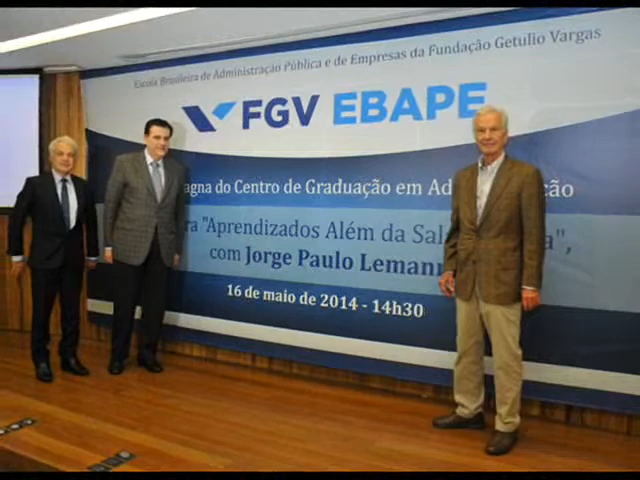 Escola Brasileira de Administração Pública e de Empresas da Fundação Getulio Vargas
FGV EBAPE
agna do Centro de Graduação em Ad ção
ra "Aprendizados Além da Sal a",
com Jorge Paulo Lemann
16 de maio de 2014 - 14h30